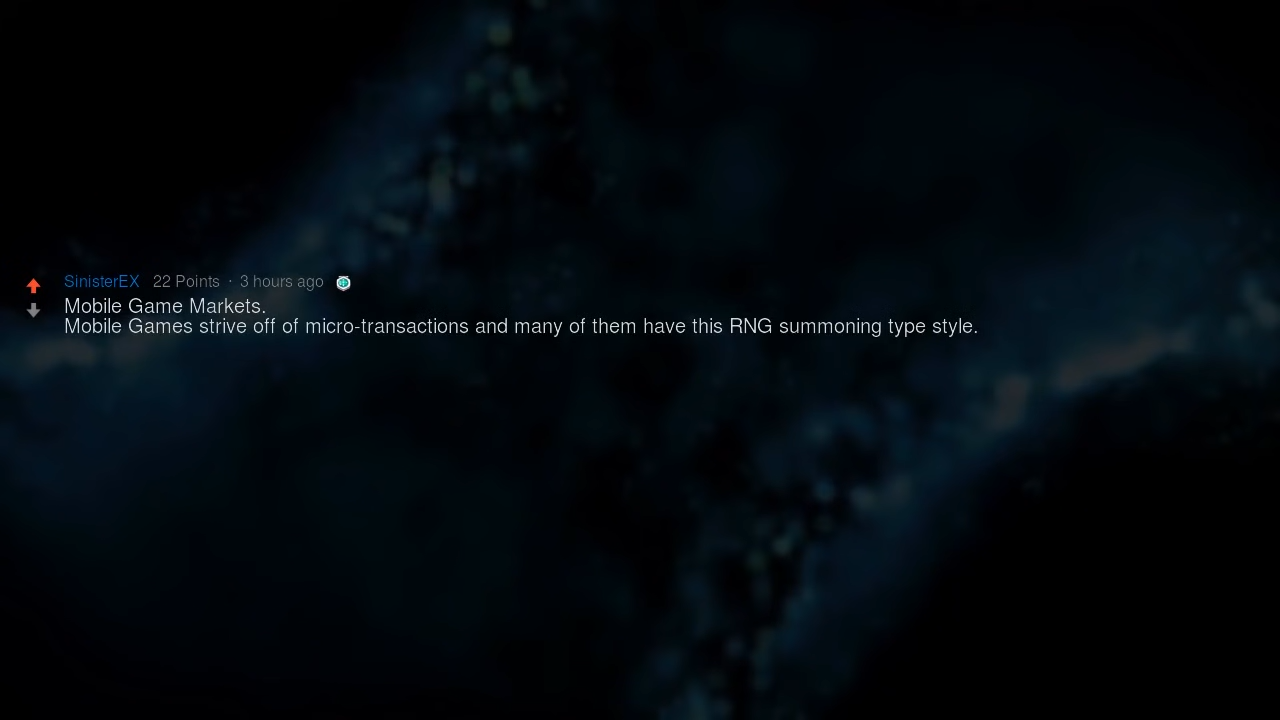 SinisterEX 22 Points · 3 hours ago
Mobile Game Markets.
Mobile Games strive off of micro-transactions and many of them have this RNG summoning type style.